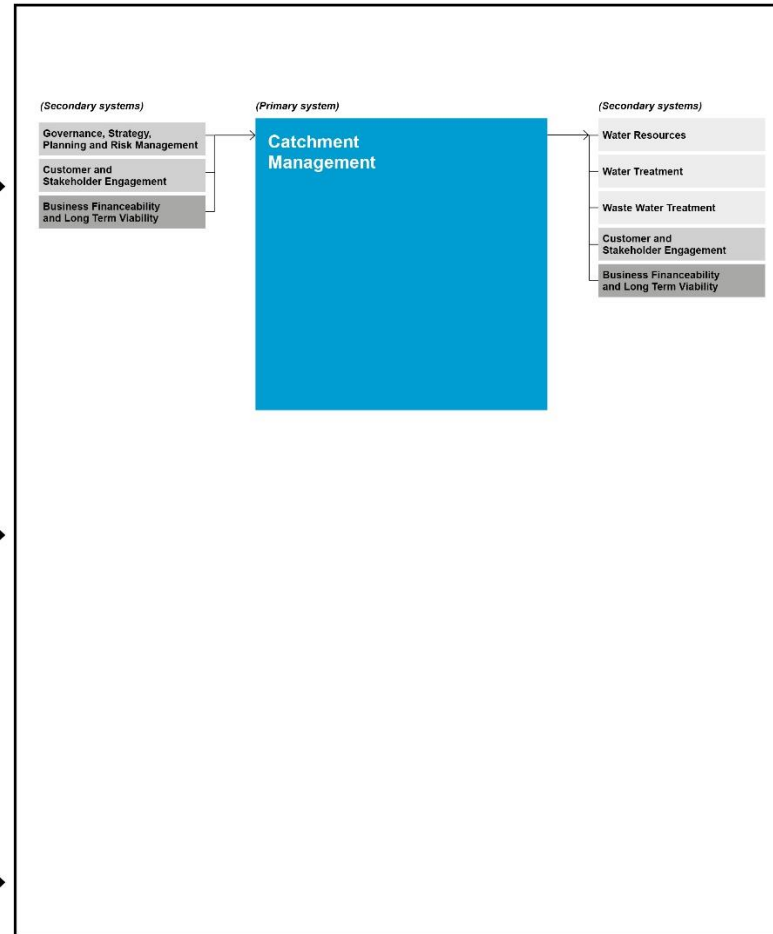 (Secondary systems)
Governance, Strategy,
Planning and Risk Management
Customer and
Stakeholder Engagement
Business Financeability
and Long Term Viability
(Primary system)
Catchment
Management
(Secondary systems)
Water Resources
Water Treatment
Waste Water Treatment
Customer and
Stakeholder Engagement
Business Financeability
and Long Term Viability